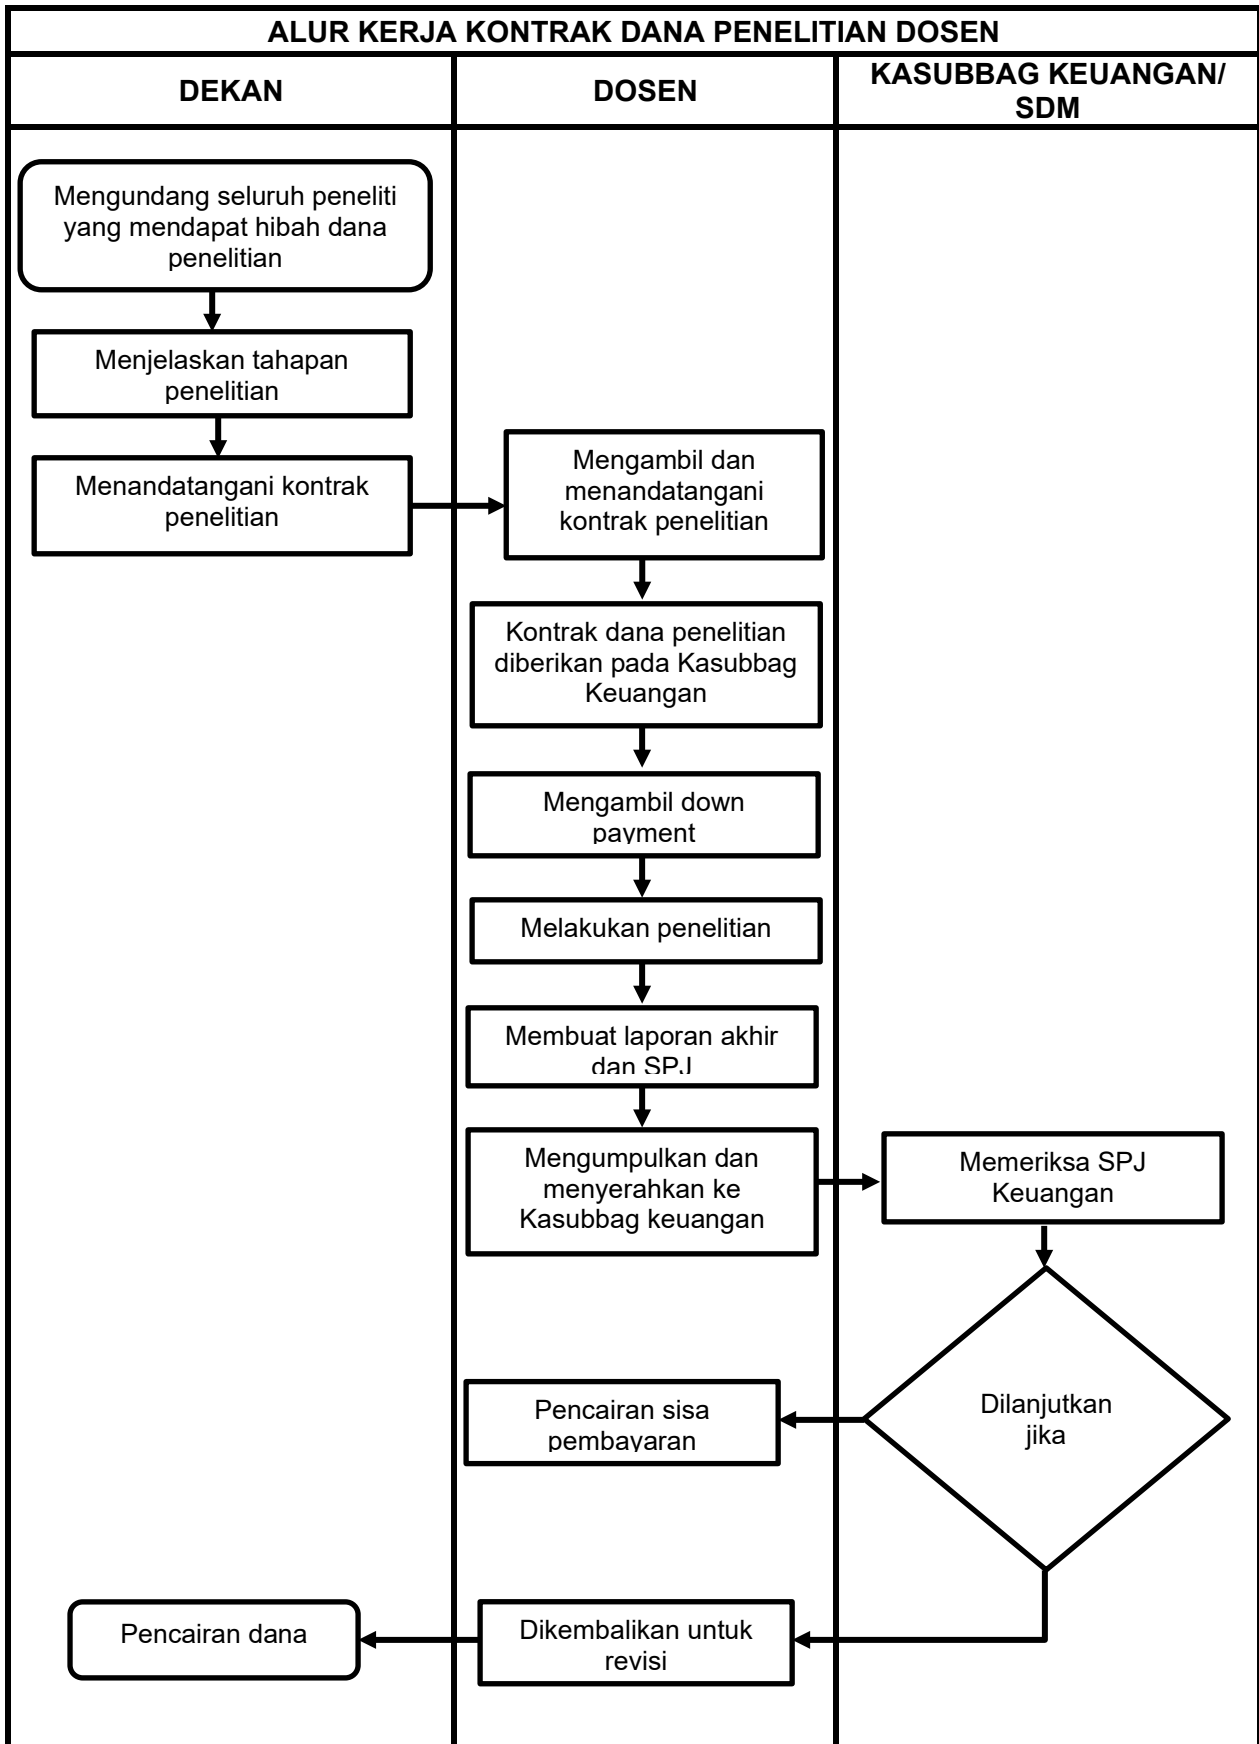 ALUR KERJA KONTRAK DANA PENELITIAN DOSEN
DEKAN
DOSEN
KASUBBAG KEUANGAN/
SDM
Mengundang seluruh peneliti
yang mendapat hibah dana
penelitian
Menjelaskan tahapan
penelitian
Menandatangani kontrak
penelitian
Mengambil dan
menandatangani
kontrak penelitian
Kontrak dana penelitian
diberikan pada Kasubbag
Keuangan
Mengambil down
payment
Melakukan penelitian
Membuat laporan akhir
dan SPJ
Mengumpulkan dan
menyerahkan ke
Kasubbag keuangan
Memeriksa SPJ
Keuangan
Dilanjutkan
jika
Pencairan sisa
pembayaran
Dikembalikan untuk
revisi
Pencairan dana